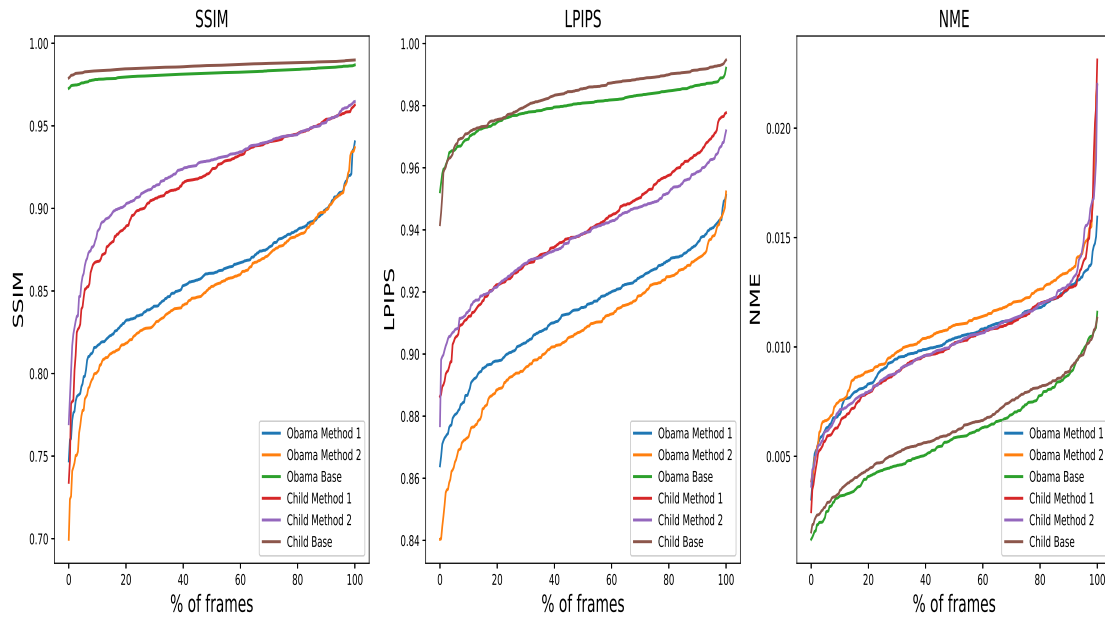 SSIM
1.00
0.95
0.90
0.85
0.80
0.75
0.70
SSIM
0 20 40 60 80 100
% of frames
Obama Method 1
Obama Method 2
Obama Base
Child Method 1
Child Method 2
Child Base
LPIPS
1.00
0.98
0.96
0.94
0.92
0.90
0.88
0.86
0.84
LPIPS
0 20 40 60 80 100
% of frames
Obama Method 1
Obama Method 2
Obama Base
Child Method 1
Child Method 2
Child Base
NME
0.020
0.015
0.010
0.005
NME
0 20 40 60 80 100
% of frames
Obama Method 1
Obama Method 2
Obama Base
Child Method 1
Child Method 2
Child Base